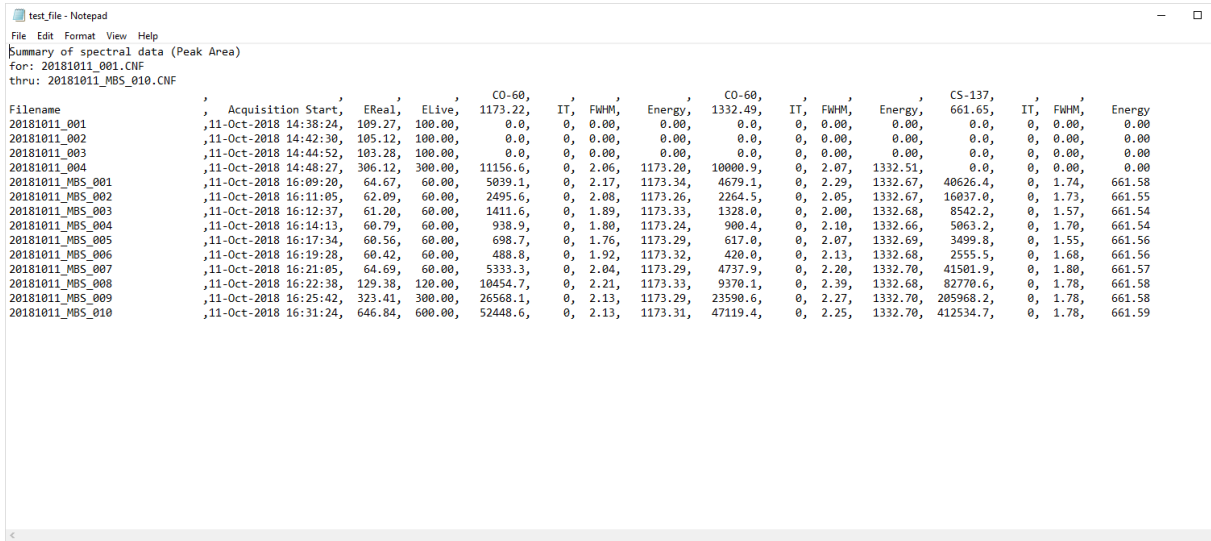 test_file - Notepad
File Edit Format View Help
Summary of spectral data (Peak Area)
for: 20181011_001.CNF
thru: 20181011_MBS_010.CNF
, , , , CO-60, , , , CO-60, , , , CS-137, , ,
Filename , Acquisition Start, EReal, ELive, 1173.22, IT, FWHM, Energy, 1332.49, IT, FWHM, Energy, 661.65, IT, FWHM, Energy
20181011_001 ,11-Oct-2018 14:38:24, 109.27, 100.00, 0.0, 0, 0.00, 0.00, 0.0, 0, 0.00, 0.00, 0.0, 0, 0.00, 0.00
20181011_002 ,11-Oct-2018 14:42:30, 105.12, 100.00, 0.0, 0, 0.00, 0.00, 0.0, 0, 0.00, 0.00, 0.0, 0, 0.00, 0.00
20181011_003 ,11-Oct-2018 14:44:52, 103.28, 100.00, 0.0, 0, 0.00, 0.00, 0.0, 0, 0.00, 0.00, 0.0, 0, 0.00, 0.00
20181011_004 ,11-Oct-2018 14:48:27, 306.12, 300.00, 11156.6, 0, 2.06, 1173.20, 10000.9, 0, 2.07, 1332.51, 0.0, 0, 0.00, 0.00
20181011_MBS_001 ,11-Oct-2018 16:09:20, 64.67, 60.00, 5039.1, 0, 2.17, 1173.34, 4679.1, 0, 2.29, 1332.67, 40626.4, 0, 1.74, 661.58
20181011_MBS_002 ,11-Oct-2018 16:11:05, 62.09, 60.00, 2495.6, 0, 2.08, 1173.26, 2264.5, 0, 2.05, 1332.67, 16037.0, 0, 1.73, 661.55
20181011_MBS_003 ,11-Oct-2018 16:12:37, 61.20, 60.00, 1411.6, 0, 1.89, 1173.33, 1328.0, 0, 2.00, 1332.68, 8542.2, 0, 1.57, 661.54
20181011_MBS_004 ,11-Oct-2018 16:14:13, 60.79, 60.00, 938.9, 0, 1.80, 1173.24, 900.4, 0, 2.10, 1332.66, 5063.2, 0, 1.70, 661.54
20181011_MBS_005 ,11-Oct-2018 16:17:34, 60.56, 60.00, 698.7, 0, 1.76, 1173.29, 617.0, 0, 2.07, 1332.69, 3499.8, 0, 1.55, 661.56
20181011_MBS_006 ,11-Oct-2018 16:19:28, 60.42, 60.00, 488.8, 0, 1.92, 1173.32, 420.0, 0, 2.13, 1332.68, 2555.5, 0, 1.68, 661.56
20181011_MBS_007 ,11-Oct-2018 16:21:05, 64.69, 60.00, 5333.3, 0, 2.04, 1173.29, 4737.9, 0, 2.20, 1332.70, 41501.9, 0, 1.80, 661.57
20181011_MBS_008 ,11-Oct-2018 16:22:38, 129.38, 120.00, 10454.7, 0, 2.21, 1173.33, 9370.1, 0, 2.39, 1332.68, 82770.6, 0, 1.78, 661.58
20181011_MBS_009 ,11-Oct-2018 16:25:42, 323.41, 300.00, 26568.1, 0, 2.13, 1173.29, 23590.6, 0, 2.27, 1332.70, 205968.2, 0, 1.78, 661.58
20181011_MBS_010 ,11-Oct-2018 16:31:24, 646.84, 600.00, 52448.6, 0, 2.13, 1173.31, 47119.4, 0, 2.25, 1332.70, 412534.7, 0, 1.78, 661.59